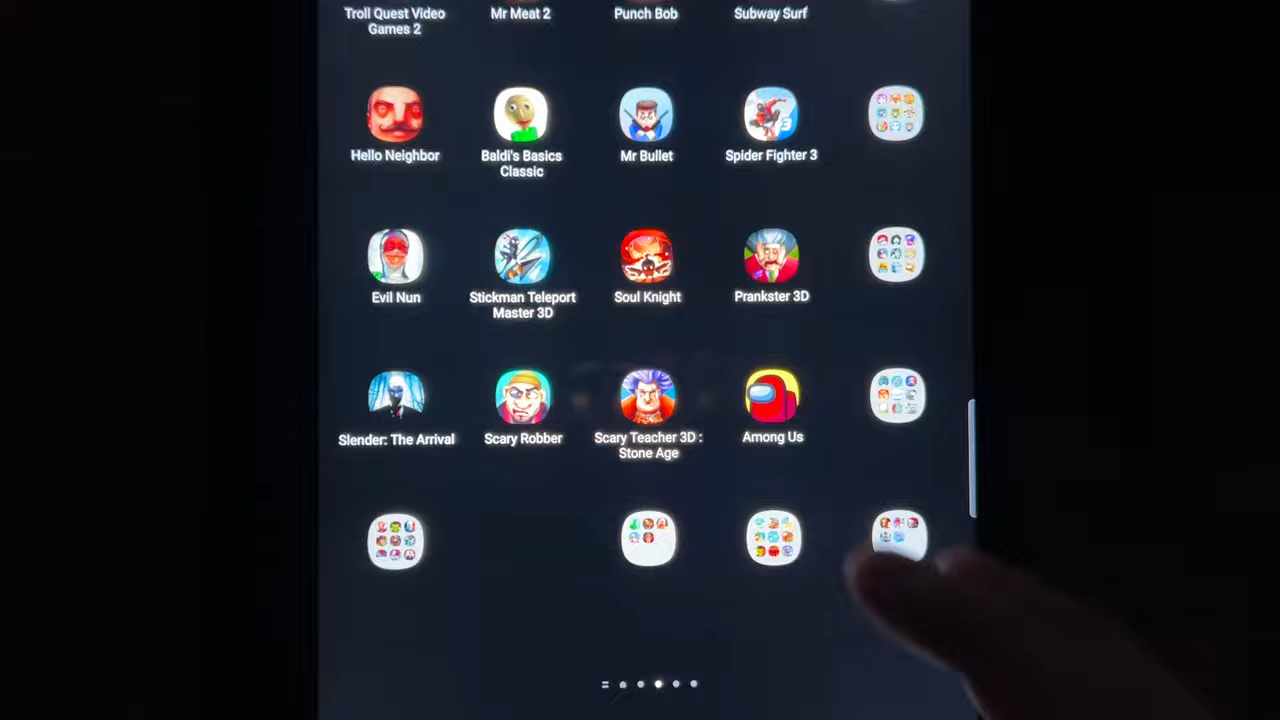 Troll Quest Video
Games 2
Mr Meat 2
Punch Bob
Subway Surf
Hello Neighbor
Baldi's Basics
Classic
Mr Bullet
Spider Fighter 3
3
Evil Nun
Stickman Teleport
Master 3D
Soul Knight
Prankster 3D
Slender: The Arrival
Scary Robber
Scary Teacher 3D :
Stone Age
Among Us